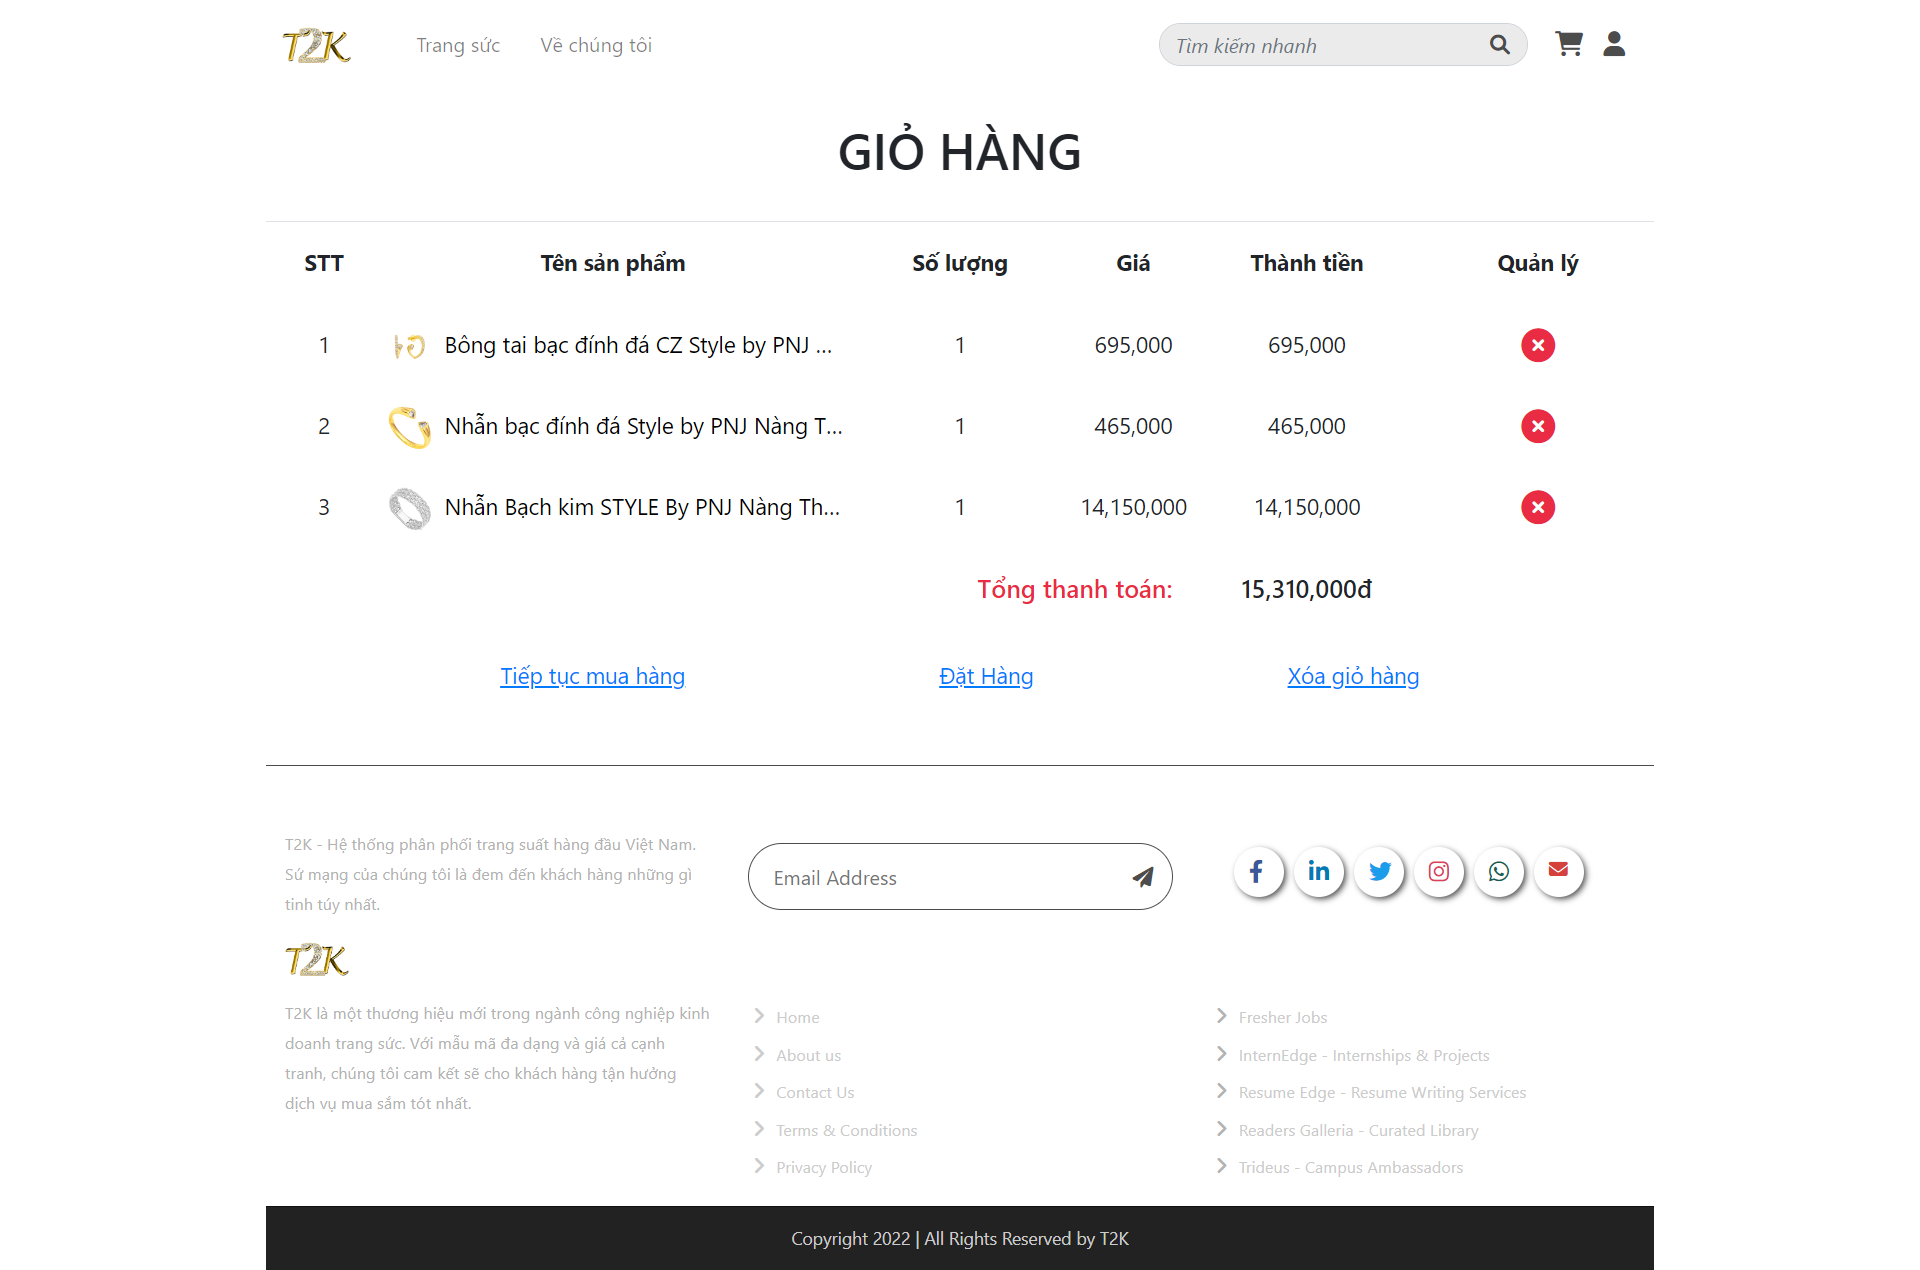 T2K
Trang sức
Về chúng tôi
Tìm kiếm nhanh
GIỎ HÀNG
STT Tên sản phẩm Số lượng Giá Thành tiền Quản lý
1 Bông tai bạc đính đá CZ Style by PNJ ... 1 695,000 695,000
2 Nhẫn bạc đính đá Style by PNJ Nàng T... 1 465,000 465,000
3 Nhẫn Bạch kim STYLE By PNJ Nàng Th... 1 14,150,000 14,150,000
Tổng thanh toán: 15,310,000đ
Tiếp tục mua hàng
Đặt Hàng
Xóa giỏ hàng
T2K - Hệ thống phân phối trang suất hàng đầu Việt Nam.
Sứ mạng của chúng tôi là đem đến khách hàng những gì
tinh túy nhất.
Email Address
T2K
T2K là một thương hiệu mới trong ngành công nghiệp kinh
doanh trang sức. Với mẫu mã đa dạng và giá cả cạnh
tranh, chúng tôi cam kết sẽ cho khách hàng tận hưởng
dịch vụ mua sắm tót nhất.
Home
About us
Contact Us
Terms & Conditions
Privacy Policy
Fresher Jobs
InternEdge - Internships & Projects
Resume Edge - Resume Writing Services
Readers Galleria - Curated Library
Trideus - Campus Ambassadors
Copyright 2022 | All Rights Reserved by T2K